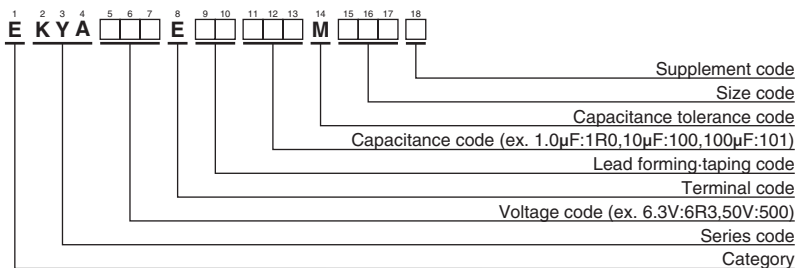 1 2 3 4 5 6 7 8 9 10 11 12 13 14 15 16 17 18
E K Y A E M
Supplement code
Size code
Capacitance tolerance code
Capacitance code (ex. 1.0μF:1R0,10μF:100,100μF:101)
Lead forming·taping code
Terminal code
Voltage code (ex. 6.3V:6R3,50V:500)
Series code
Category